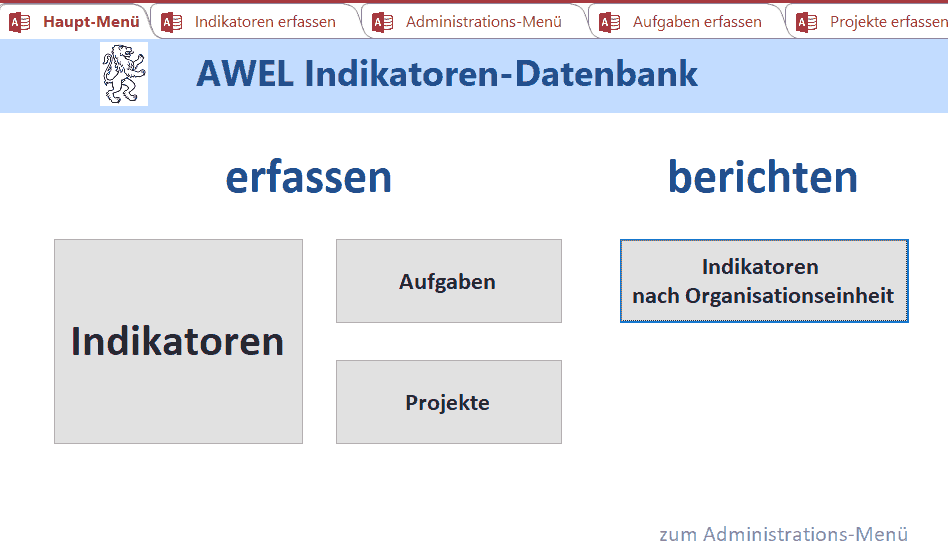 Haupt-Menü
Indikatoren erfassen
Administrations-Menü
Aufgaben erfassen
Projekte erfassen
AWEL Indikatoren-Datenbank
erfassen
berichten
Indikatoren
Aufgaben
Projekte
Indikatoren
nach Organisationseinheit
zum Administrations-Menü